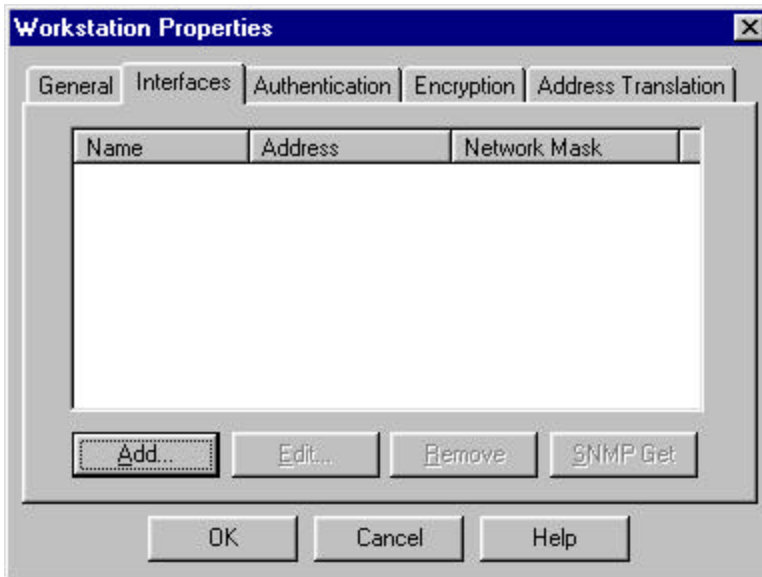 Workstation Properties
General Interfaces Authentication Encryption Address Translation
Name Address Network Mask
Add... Edit... Remove SNMP Get
OK Cancel Help